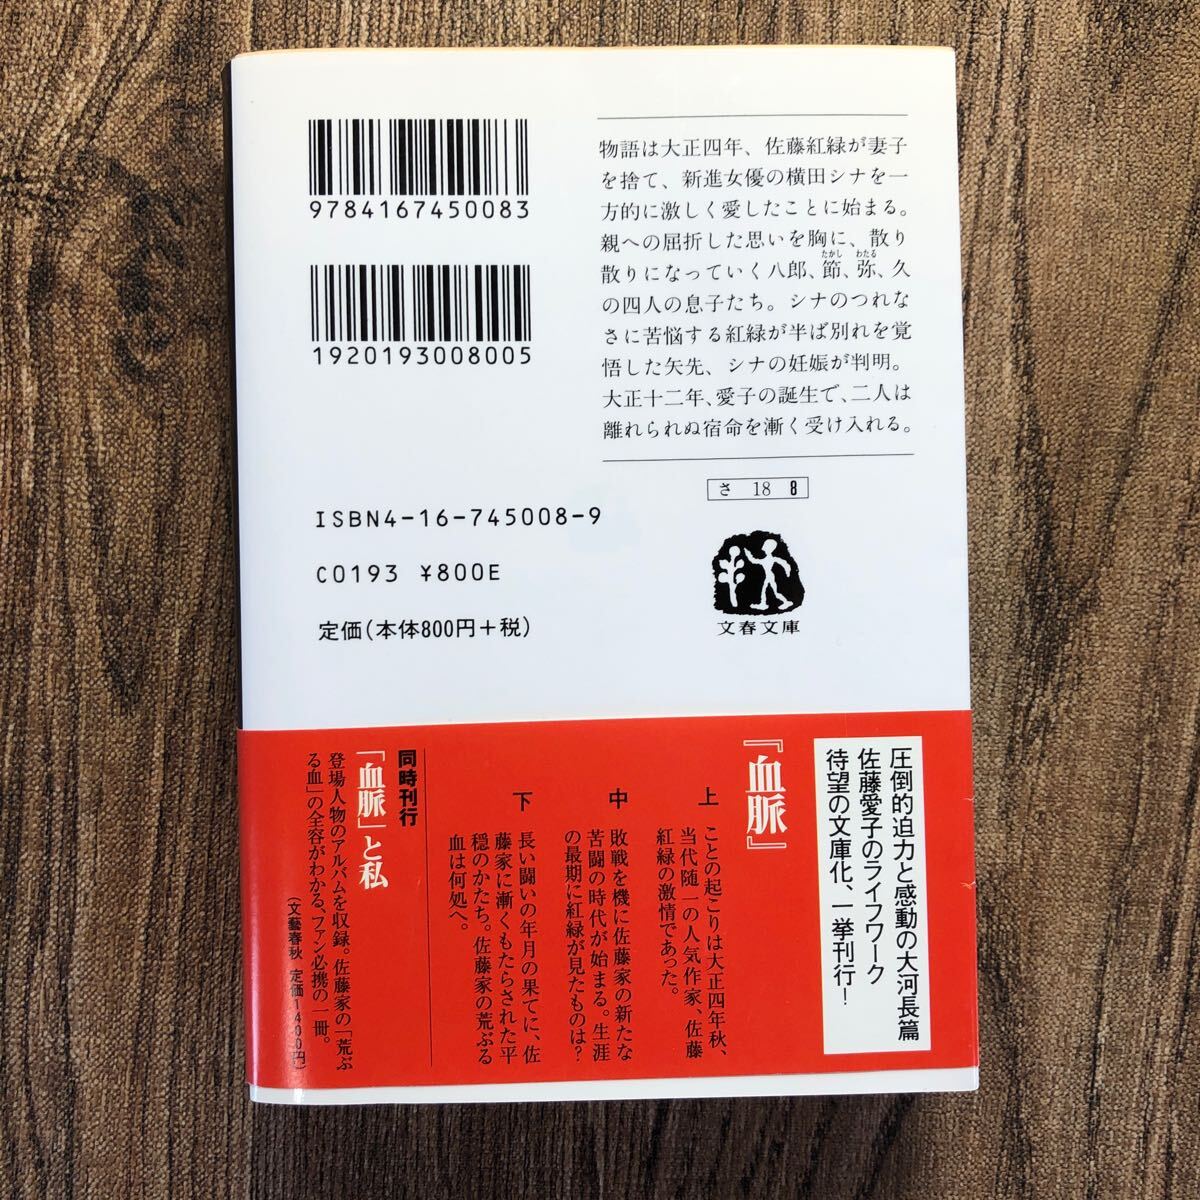 9784167450083
1920193008005
物語は大正四年、佐藤紅緑が妻子
を捨て、新進女優の横田シナを一
方的に激しく愛したことに始まる。
親への屈折した思いを胸に、散り
散りになっていく八郎、節、弥、久
たかし わたる
の四人の息子たち。シナのつれな
さに苦悩する紅緑が半ば別れを覚
悟した矢先、シナの妊娠が判明。
大正十二年、愛子の誕生で、二人は
離れられぬ宿命を漸く受け入れる。
さ 18 8
ISBN4-16-745008-9
C0193 ¥800E
定価(本体800円+税)
文春文庫
圧倒的迫力と感動の大河長篇
佐藤愛子のライフワーク
待望の文庫化、一挙刊行!
『血脈』
上
ことの起こりは大正四年秋、
当代随一の人気作家、佐藤
紅緑の激情であった。
中
敗戦を機に佐藤家の新たな
苦闘の時代が始まる。生涯
の最期に紅緑が見たものは?
下
長い闘いの年月の果てに、佐
藤家に漸くもたらされた平
穏のかたち。佐藤家の荒ぶる
血は何処へ。
同時刊行
「血脈」と私
登場人物のアルバムを収録。佐藤家の「荒ぶ
る血」の全容がわかる、ファン必携の一冊。
(文藝春秋 定価1400円)